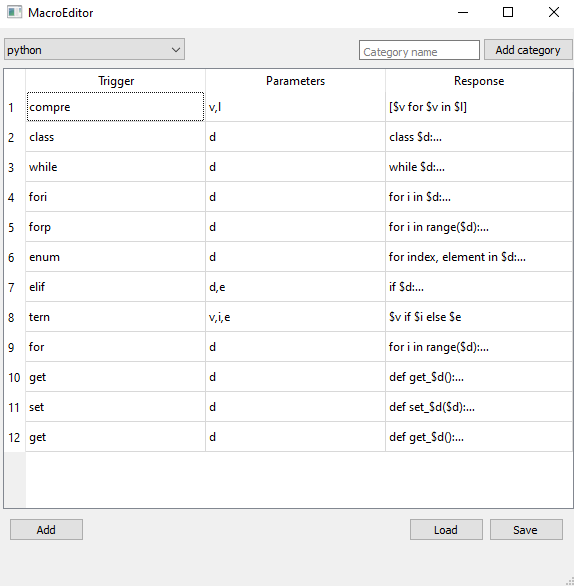 MacroEditor
python Category name Add category
Trigger Parameters Response
1 compre v,l [$v for $v in $l]
2 class d class $d:...
3 while d while $d:...
4 fori d for i in $d:...
5 forp d for i in range($d):...
6 enum d for index, element in $d:...
7 elif d,e if $d:...
8 tern v,i,e $v if $i else $e
9 for d for i in range($d):...
10 get d def get_$d():...
11 set d def set_$d($d):...
12 get d def get_$d():...
Add Load Save